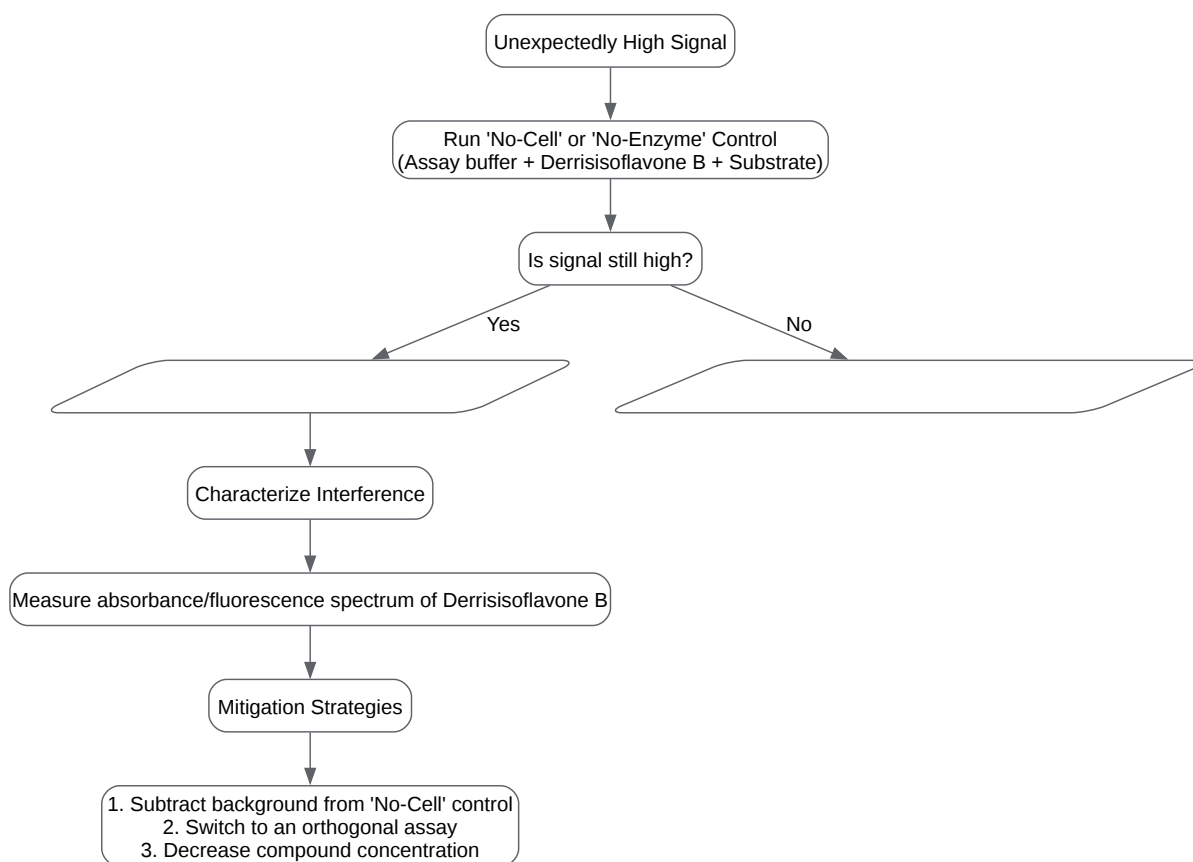 Unexpectedly High Signal
Run 'No-Cell' or 'No-Enzyme' Control
(Assay buffer + Derrisisoflavone B + Substrate)
Is signal still high?
Yes
No
Characterize Interference
Measure absorbance/fluorescence spectrum of Derrisisoflavone B
Mitigation Strategies
1. Subtract background from 'No-Cell' control
2. Switch to an orthogonal assay
3. Decrease compound concentration